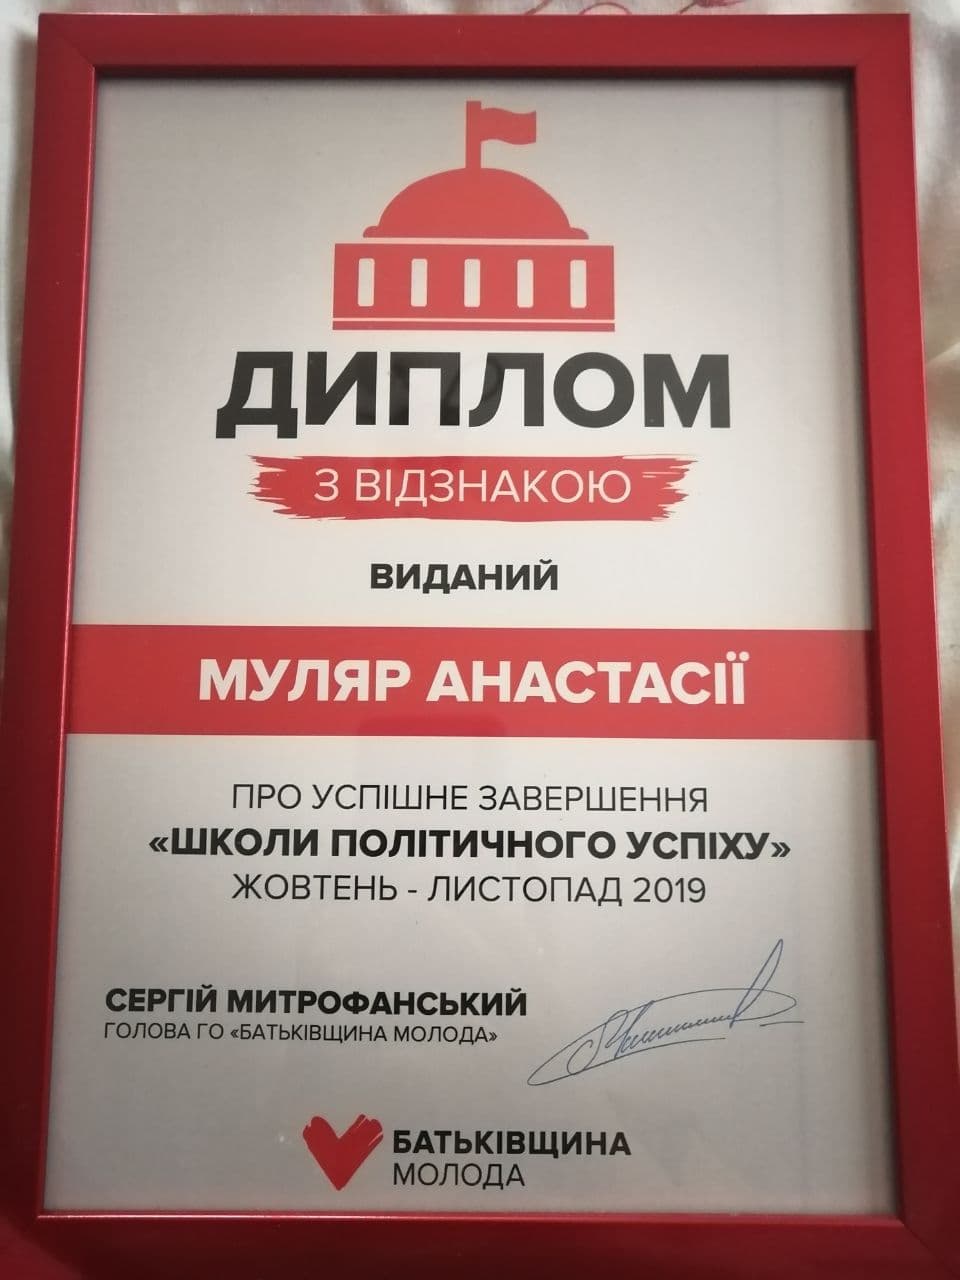 ДИПЛОМ
З ВІДЗНАКОЮ
ВИДАНИЙ
МУЛЯР АНАСТАСІЇ
ПРО УСПІШНЕ ЗАВЕРШЕННЯ
«ШКОЛИ ПОЛІТИЧНОГО УСПІХУ»
ЖОВТЕНЬ - ЛИСТОПАД 2019
СЕРГІЙ МИТРОФАНСЬКИЙ
ГОЛОВА ГО «БАТЬКІВЩИНА МОЛОДА»
БАТЬКІВЩИНА
МОЛОДА